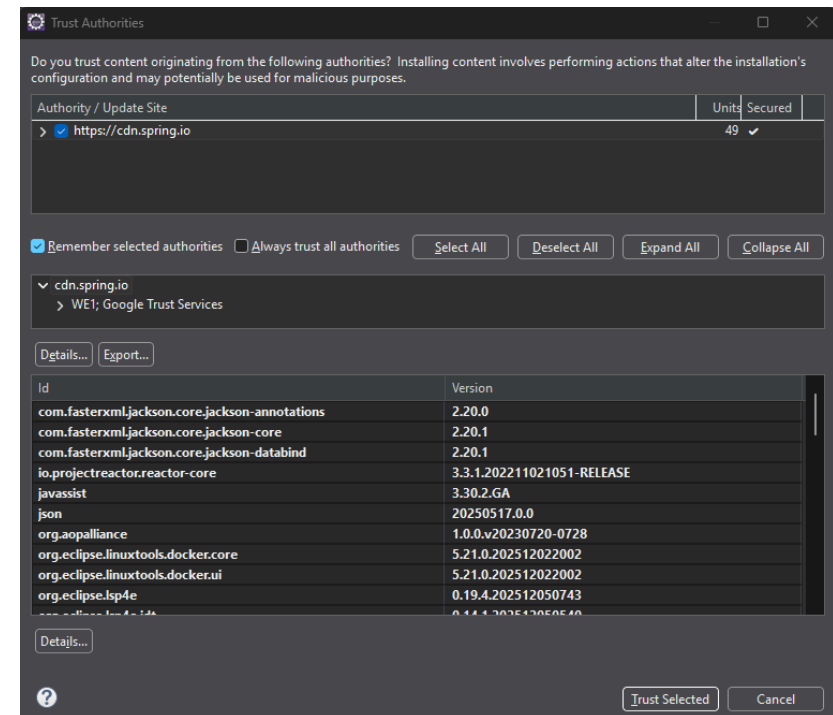 Trust Authorities
Do you trust content originating from the following authorities? Installing content involves performing actions that alter the installation's
configuration and may potentially be used for malicious purposes.
Authority / Update Site Units Secured
https://cdn.spring.io 49
Remember selected authorities Always trust all authorities Select All Deselect All Expand All Collapse All
cdn.spring.io
WE1; Google Trust Services
Details... Export...
Id Version
com.fasterxml.jackson.core.jackson-annotations 2.20.0
com.fasterxml.jackson.core.jackson-core 2.20.1
com.fasterxml.jackson.core.jackson-databind 2.20.1
io.projectreactor.reactor-core 3.3.1.202211021051-RELEASE
javassist 3.30.2.GA
json 20250517.0.0
org.aopalliance 1.0.0.v20230720-0728
org.eclipse.linuxtools.docker.core 5.21.0.202512022002
org.eclipse.linuxtools.docker.ui 5.21.0.202512022002
org.eclipse.lsp4e 0.19.4.202512050743
Details...
Trust Selected Cancel